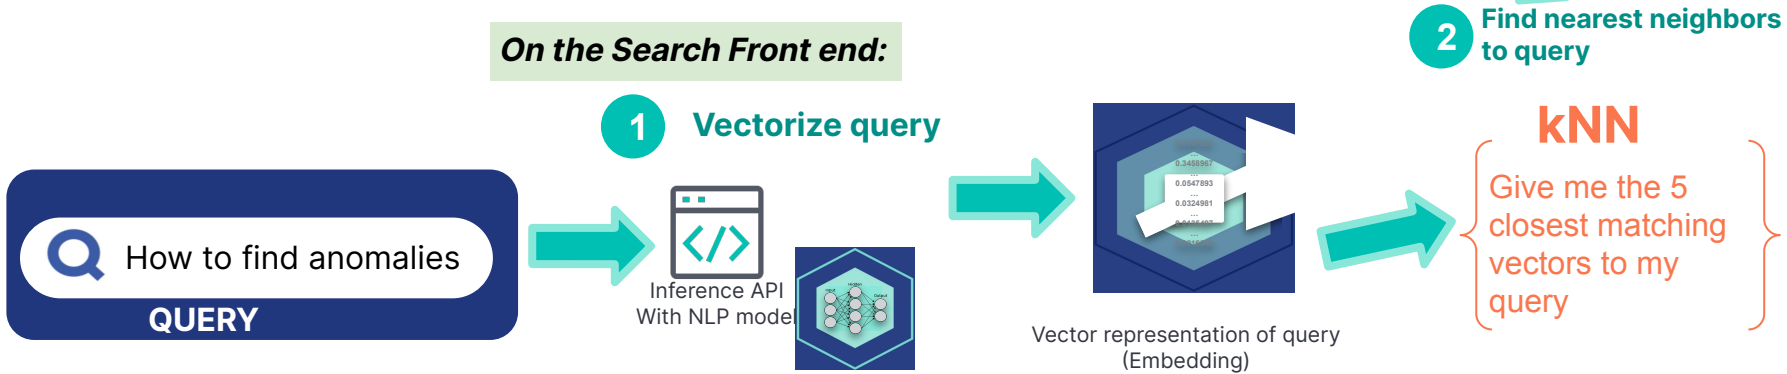 On the Search Front end:
1
Vectorize query
How to find anomalies
QUERY
</>
Inference API
With NLP model
Output
...
0.3458967
...
0.0547893
...
0.0324981
...
Vector representation of query
(Embedding)
2
Find nearest neighbors
to query
kNN
Give me the 5
closest matching
vectors to my
query